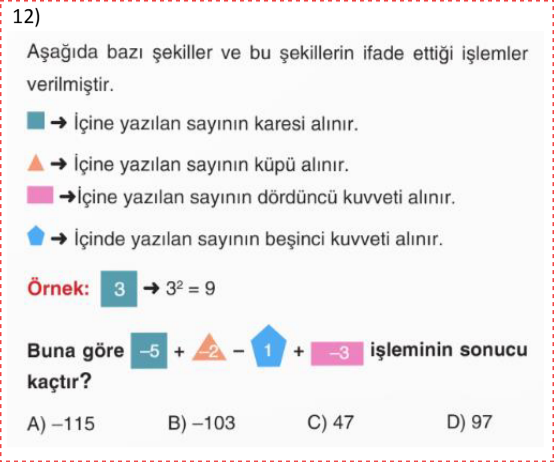 12)
Aşağıda bazı şekiller ve bu şekillerin ifade ettiği işlemler
verilmiştir.
➜ İçine yazılan sayının karesi alınır.
➜ İçine yazılan sayının küpü alınır.
➜İçine yazılan sayının dördüncü kuvveti alınır.
➜ İçinde yazılan sayının beşinci kuvveti alınır.
Örnek: 3 ➜ 3² = 9
Buna göre –5 + –2 – 1 + –3 işleminin sonucu
kaçtır?
A) –115 B) –103 C) 47 D) 97